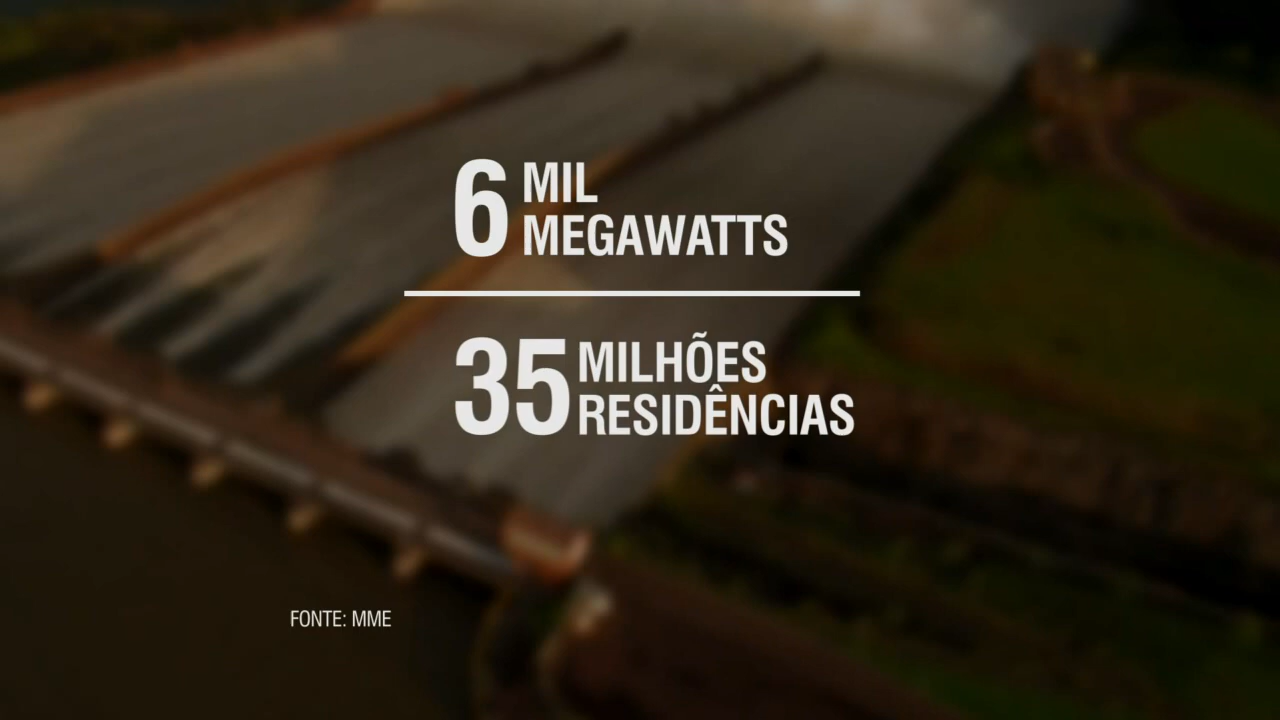 6 MIL
MEGAWATTS
35 MILHÕES
RESIDÊNCIAS
FONTE: MME